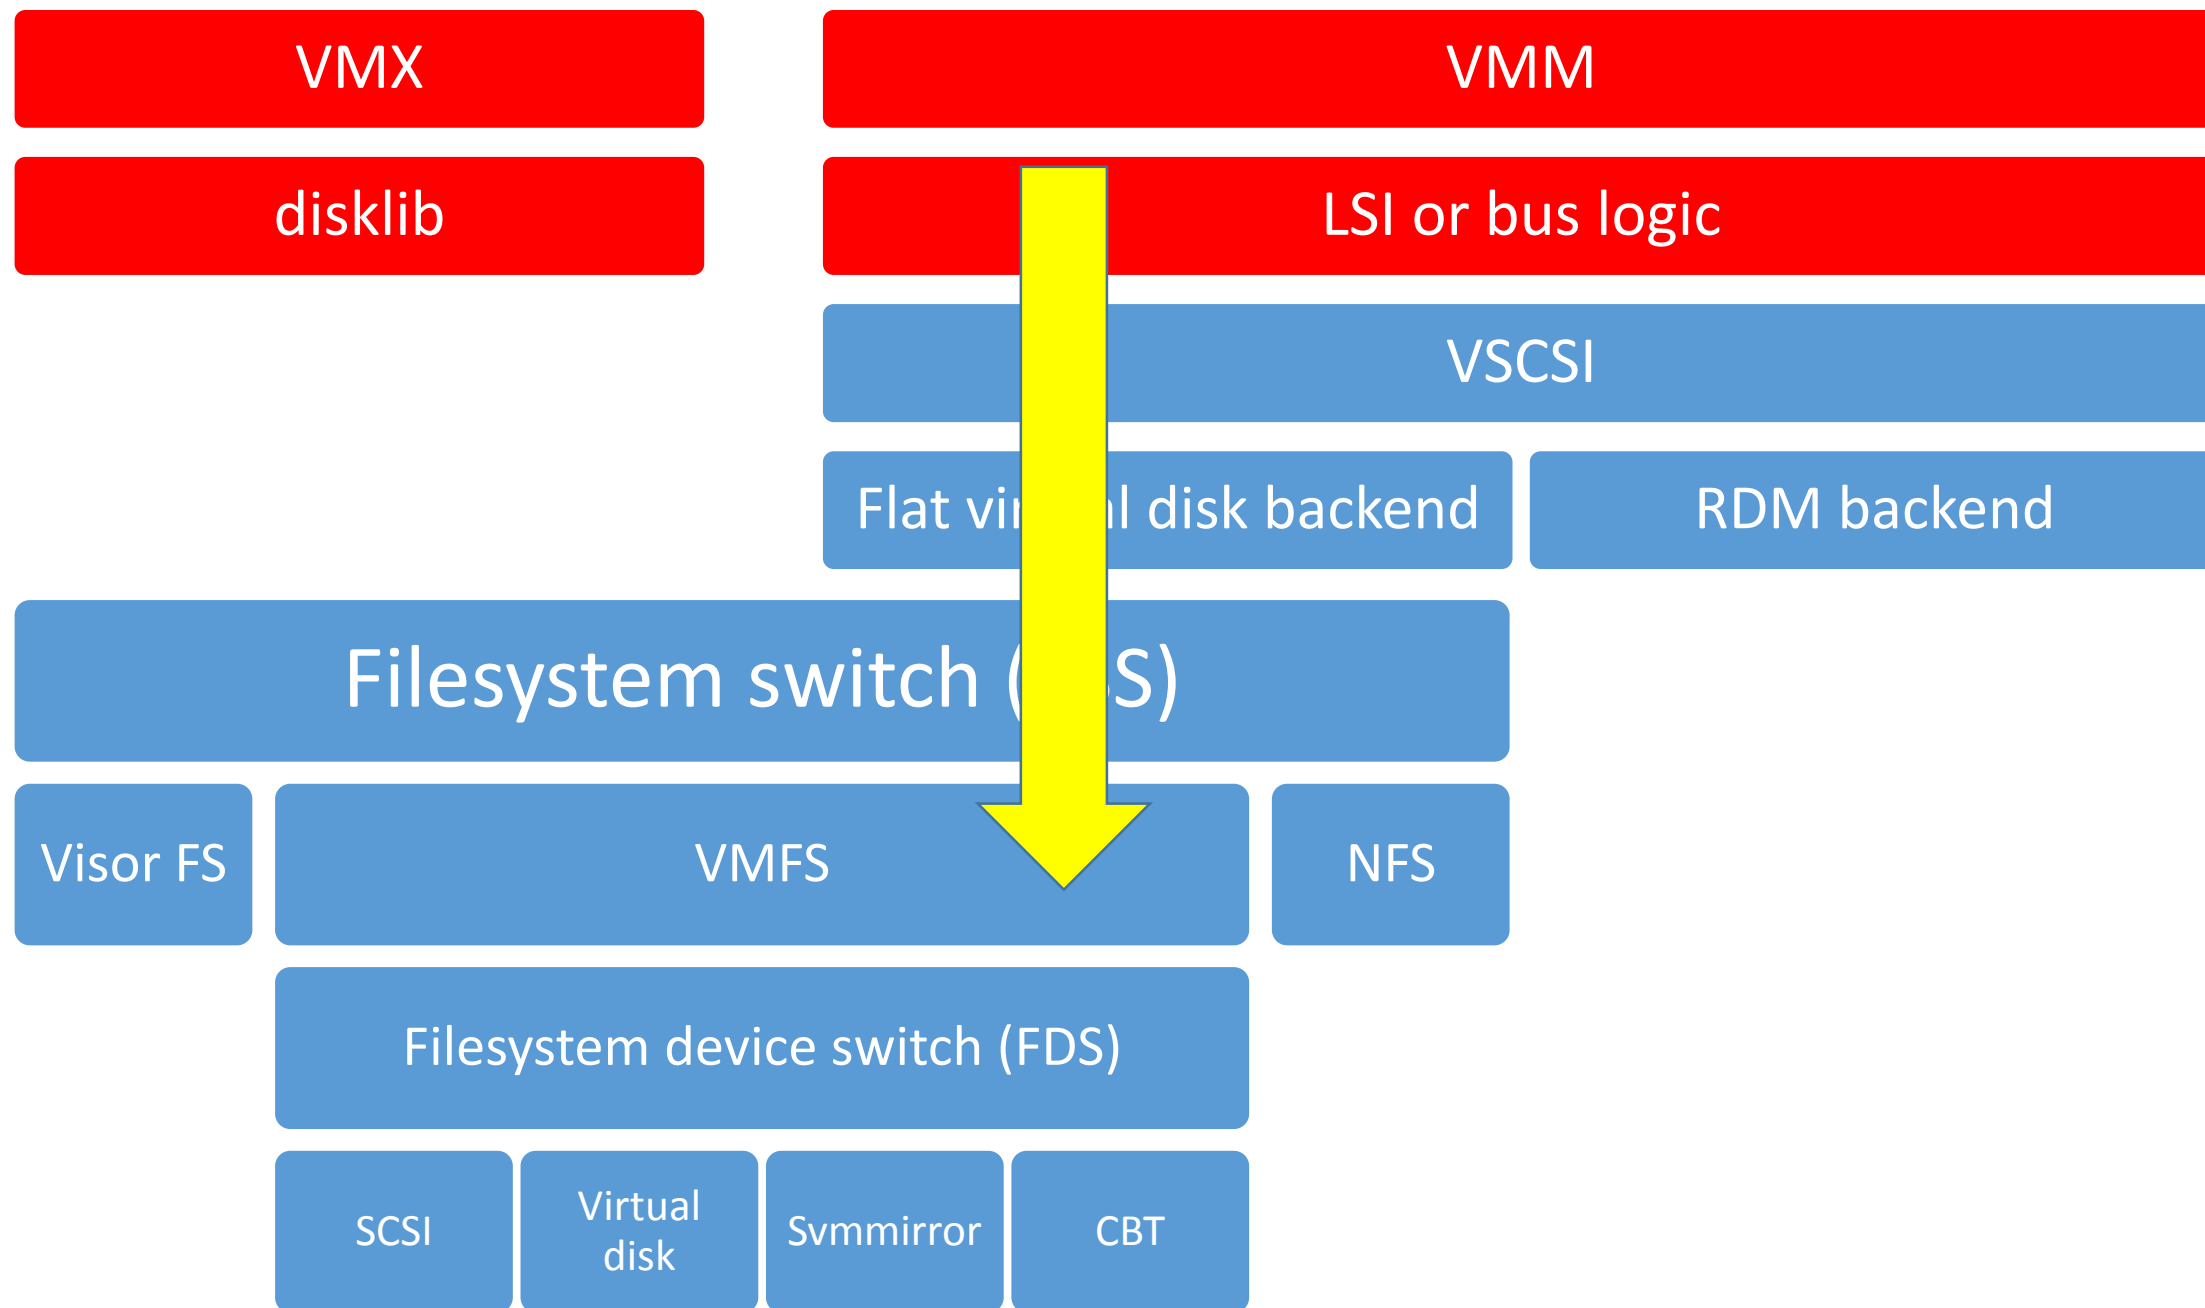 VMX
VMM
disklib
LSI or bus logic
VSCSI
Flat disk backend
RDM backend
Filesystem switch
Visor FS
VMFS
NFS
Filesystem device switch (FDS)
SCSI
Virtual
disk
Svmmirror
CBT